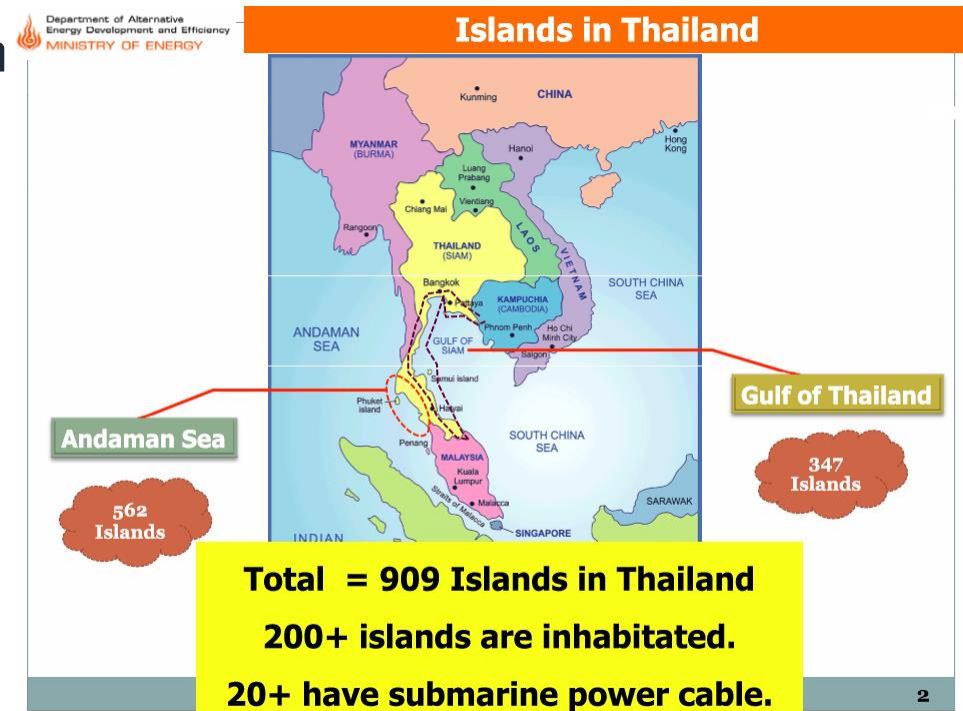 Department of Alternative
Energy Development and Efficiency
MINISTRY OF ENERGY
Islands in Thailand
Kunming
CHINA
Hong
Kong
MYANMAR
(BURMA)
Hanoi
Luang
Prabang
Chiang Mai
Vientiang
Rangoon
LAOS
THAILAND
(SIAM)
VIETNAM
Bangkok
Pattaya
KAMPUCHIA
(CAMBODIA)
SOUTH CHINA
SEA
Phnom Penh
Ho Chi
Minh City
Saigon
ANDAMAN
SEA
GULF OF
SIAM
Samui island
Phuket
island
Hatyai
Penang
Gulf of Thailand
347
Islands
Andaman Sea
562
Islands
SOUTH CHINA
SEA
MALAYSIA
Kuala
Lumpur
Malacca
Straits of Malacca
SARAWAK
SINGAPORE
INDIAN
Total = 909 Islands in Thailand
200+ islands are inhabitated.
20+ have submarine power cable.
2